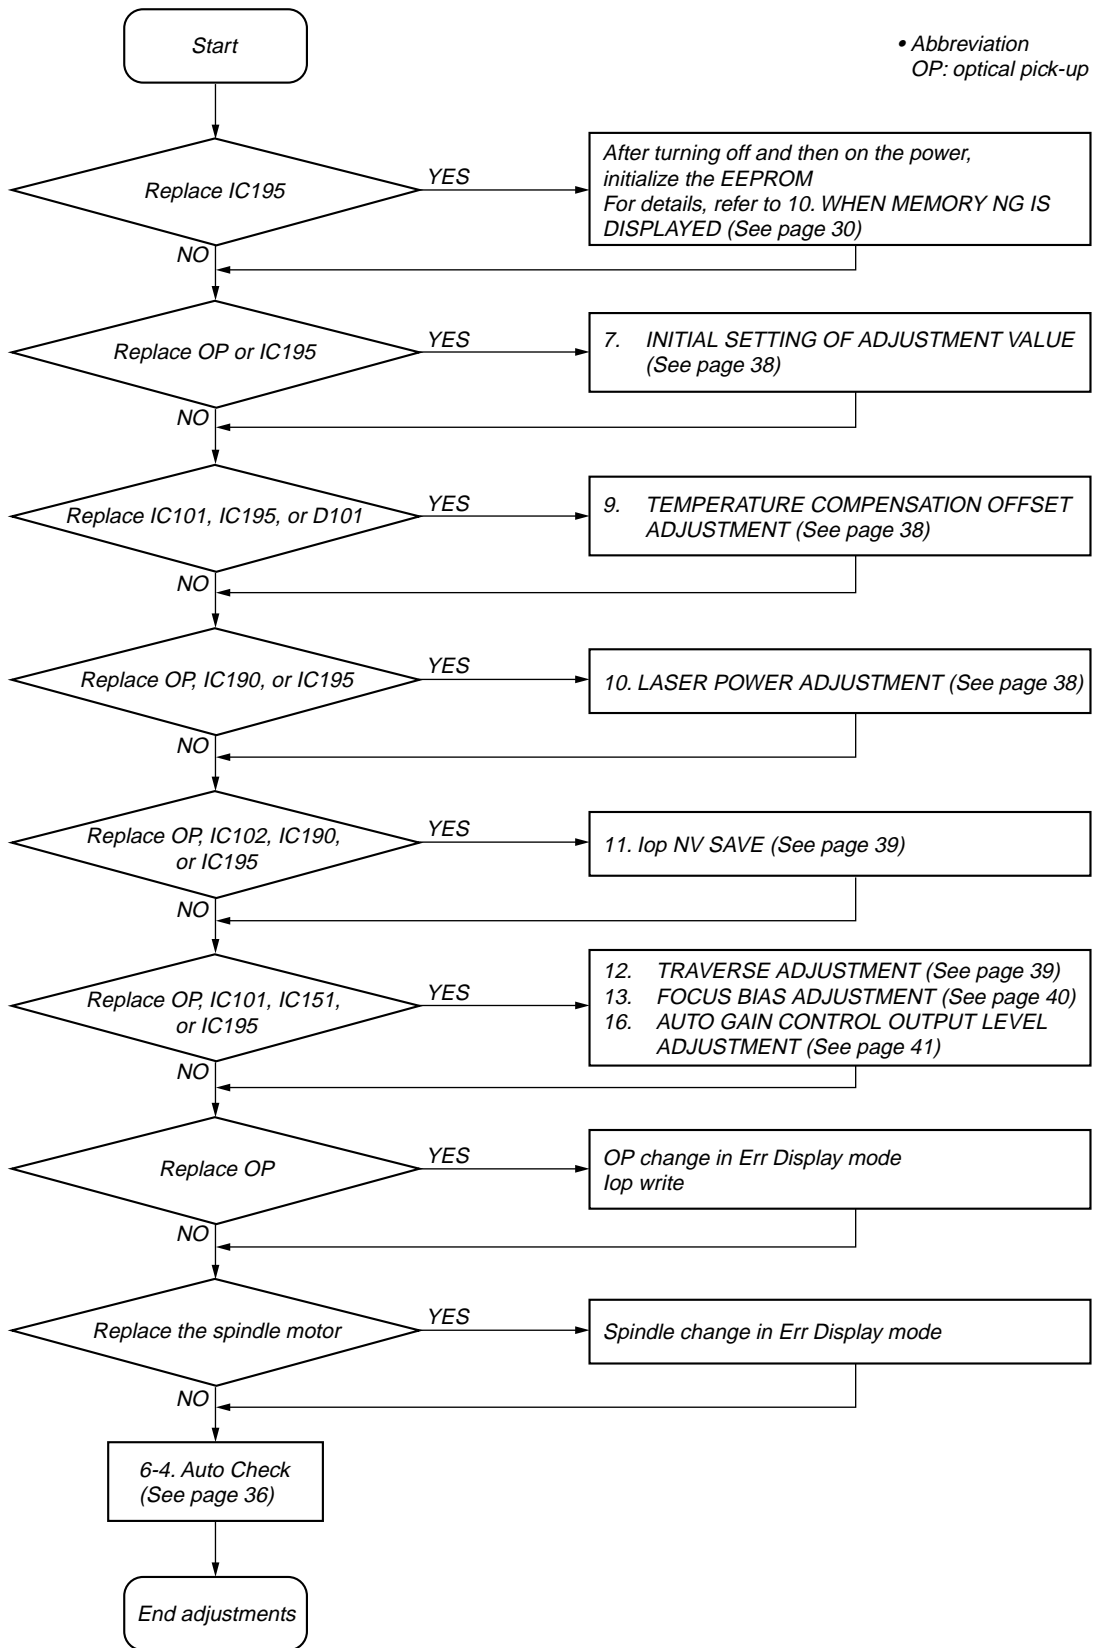 Start
• Abbreviation
OP: optical pick-up
Replace IC195
YES
After turning off and then on the power,
initialize the EEPROM
For details, refer to 10. WHEN MEMORY NG IS
DISPLAYED (See page 30)
NO
Replace OP or IC195
YES
7. INITIAL SETTING OF ADJUSTMENT VALUE
(See page 38)
NO
Replace IC101, IC195, or D101
YES
9. TEMPERATURE COMPENSATION OFFSET
ADJUSTMENT (See page 38)
NO
Replace OP, IC190, or IC195
YES
10. LASER POWER ADJUSTMENT (See page 38)
NO
Replace OP, IC102, IC190,
or IC195
YES
11. Iop NV SAVE (See page 39)
NO
Replace OP, IC101, IC151,
or IC195
YES
12. TRAVERSE ADJUSTMENT (See page 39)
13. FOCUS BIAS ADJUSTMENT (See page 40)
16. AUTO GAIN CONTROL OUTPUT LEVEL
ADJUSTMENT (See page 41)
NO
Replace OP
YES
OP change in Err Display mode
Iop write
NO
Replace the spindle motor
YES
Spindle change in Err Display mode
NO
6-4. Auto Check
(See page 36)
End adjustments